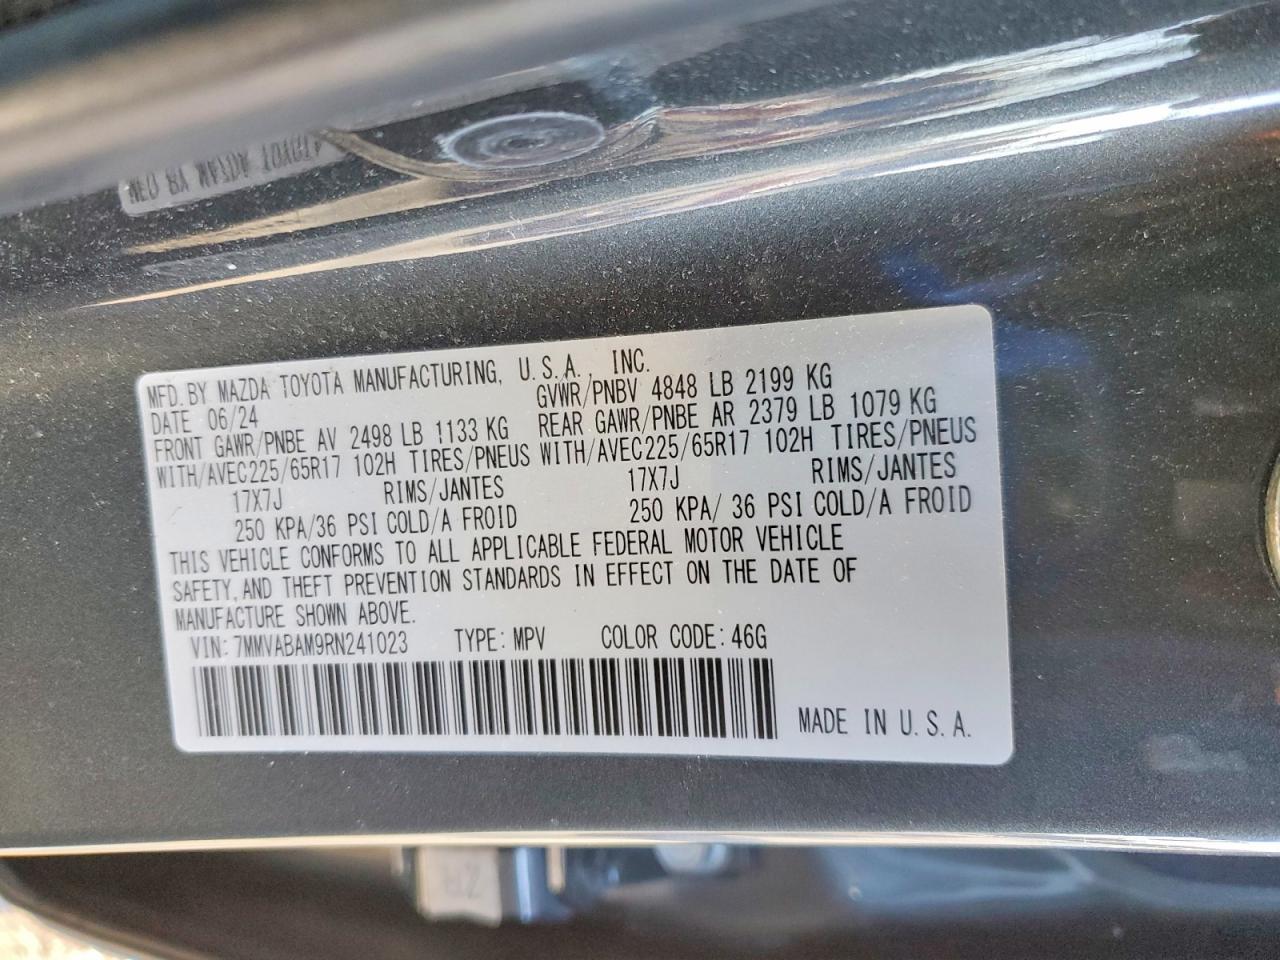 MFD. BY MAZDA TOYOTA MANUFACTURING, U.S.A. INC.
DATE 06/24 GVWR/PNBV 4848 LB 2199 KG
FRONT GAWR/PNBE AV 2498 LB 1133 KG REAR GAWR/PNBE AR 2379 LB 1079 KG
WITH/AVEC225/65R17 102H TIRES/PNEUS WITH/AVEC225/65R17 102H TIRES/PNEUS
17X7J RIMS/JANTES 17X7J RIMS/JANTES
250 KPA/36 PSI COLD/A FROID 250 KPA/ 36 PSI COLD/A FROID
THIS VEHICLE CONFORMS TO ALL APPLICABLE FEDERAL MOTOR VEHICLE
SAFETY, AND THEFT PREVENTION STANDARDS IN EFFECT ON THE DATE OF
MANUFACTURE SHOWN ABOVE.
VIN: 7MMVABAM9RN241023 TYPE: MPV COLOR CODE: 46G
MADE IN U.S.A.